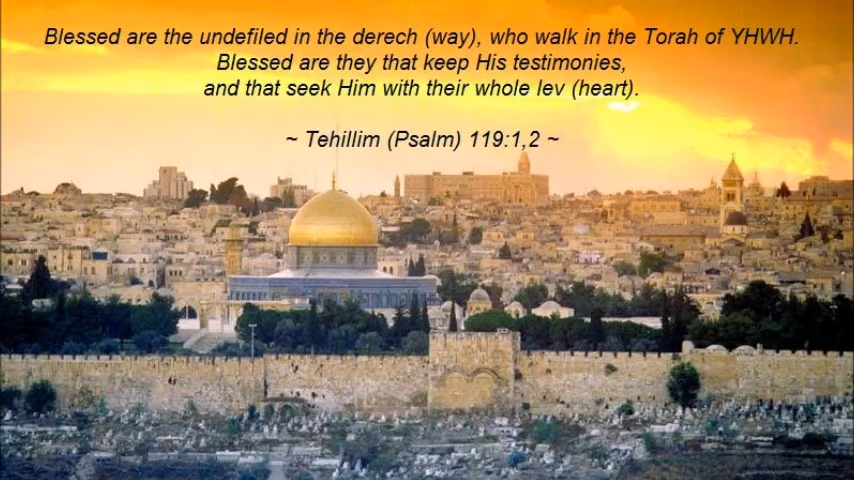 Blessed are the undefiled in the derech (way), who walk in the Torah of YHWH.
Blessed are they that keep His testimonies,
and that seek Him with their whole lev (heart).
~ Tehillim (Psalm) 119:1,2 ~